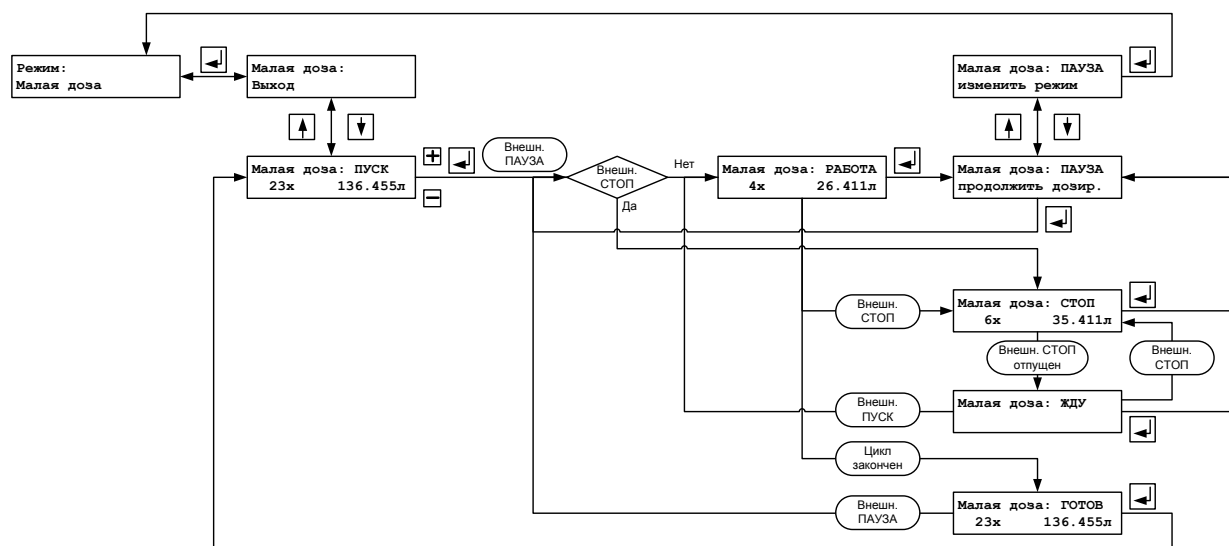 Режим:
Малая доза
Малая доза:
Выход
Малая доза: ПАУЗА
изменить режим
Малая доза: ПУСК
23x 136.455л
+
−
Внешн.
ПАУЗА
Внешн.
СТОП
Нет
Да
Малая доза: РАБОТА
4x 26.411л
Малая доза: ПАУЗА
продолжить дозир.
Внешн.
СТОП
Малая доза: СТОП
6x 35.411л
Внешн. СТОП
отпущен
Внешн.
СТОП
Внешн.
ПУСК
Малая доза: ЖДУ
Цикл
закончен
Внешн.
ПАУЗА
Малая доза: ГОТОВ
23x 136.455л